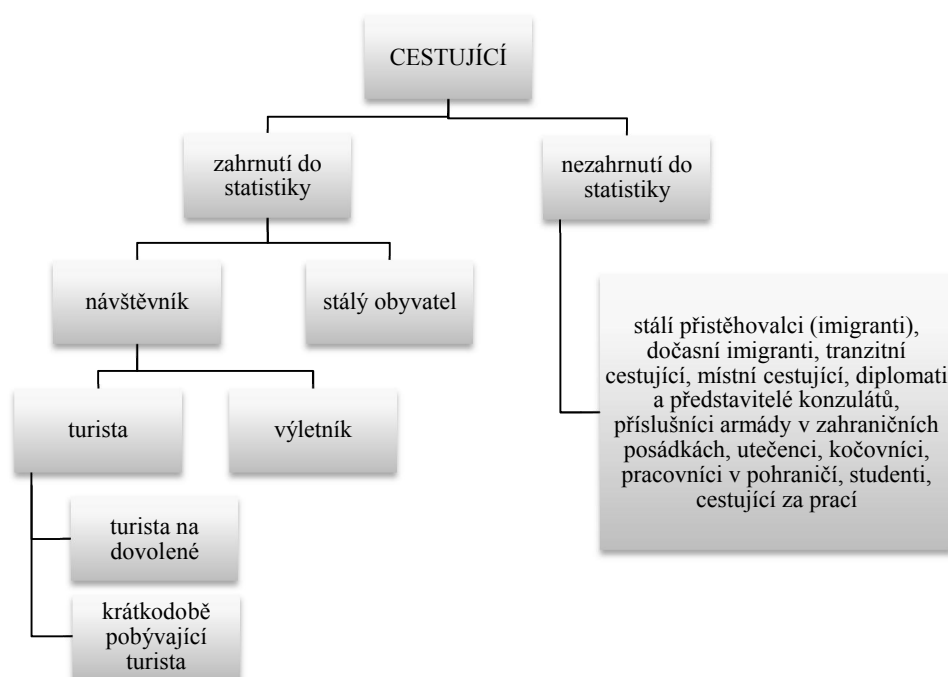 CESTUJÍCÍ
zahrnutí do
statistiky
nezahrnutí do
statistiky
návštěvník
stálý obyvatel
stálí přistěhovalci (imigranti),
dočasní imigranti, tranzitní
cestující, místní cestující, diplomati
a představitelé konzulátů,
příslušníci armády v zahraničních
posádkách, utečenci, kočovníci,
pracovníci v pohraničí, studenti,
cestující za prací
turista
výletník
turista na
dovolené
krátkodobě
pobývající
turista